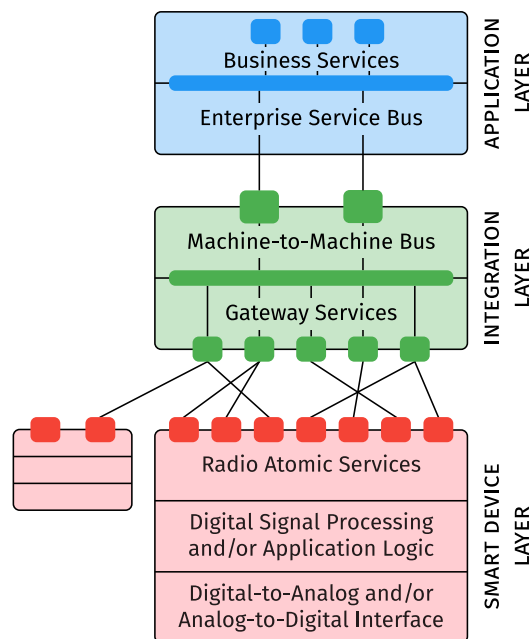 Business Services
Enterprise Service Bus
APPLICATION
LAYER
Machine-to-Machine Bus
Gateway Services
INTEGRATION
LAYER
Radio Atomic Services
Digital Signal Processing
and/or Application Logic
Digital-to-Analog and/or
Analog-to-Digital Interface
SMART DEVICE
LAYER